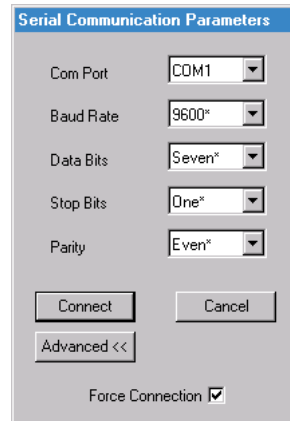 Serial Communication Parameters
Com Port COM1
Baud Rate 9600*
Data Bits Seven*
Stop Bits One*
Parity Even*
Connect Cancel
Advanced <<
Force Connection